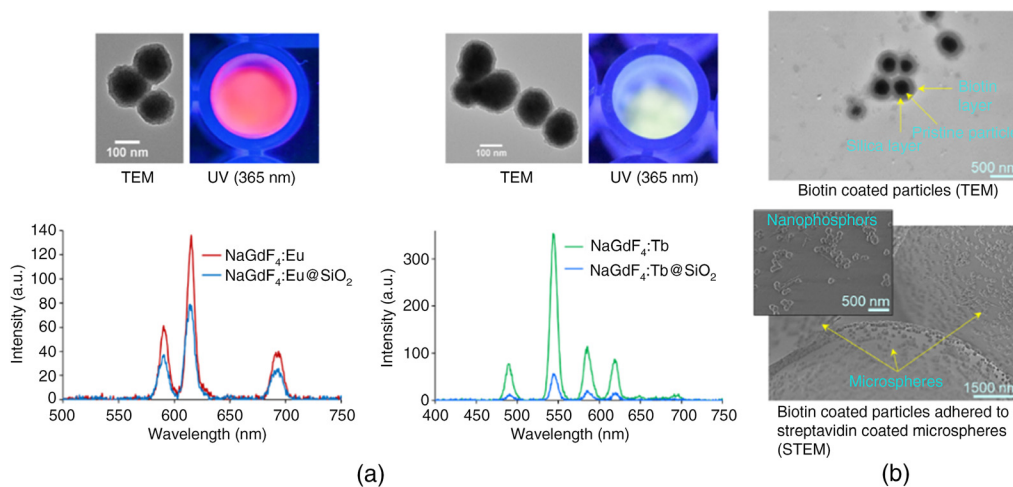 100 nm
TEM
UV (365 nm)
100 nm
TEM
UV (365 nm)
140
120
100
80
60
40
20
0
500
550
600
650
700
750
Intensity (a.u.)
Wavelength (nm)
NaGdF4:Eu
NaGdF4:Eu@SiO2
300
200
100
0
400
450
500
550
600
650
700
750
Intensity (a.u.)
Wavelength (nm)
NaGdF4:Tb
NaGdF4:Tb@SiO2
(a)
Biotin
layer
Pristine particle
Silica layer
500 nm
Biotin coated particles (TEM)
Nanophosphors
500 nm
Microspheres
1500 nm
Biotin coated particles adhered to
streptavidin coated microspheres
(STEM)
(b)